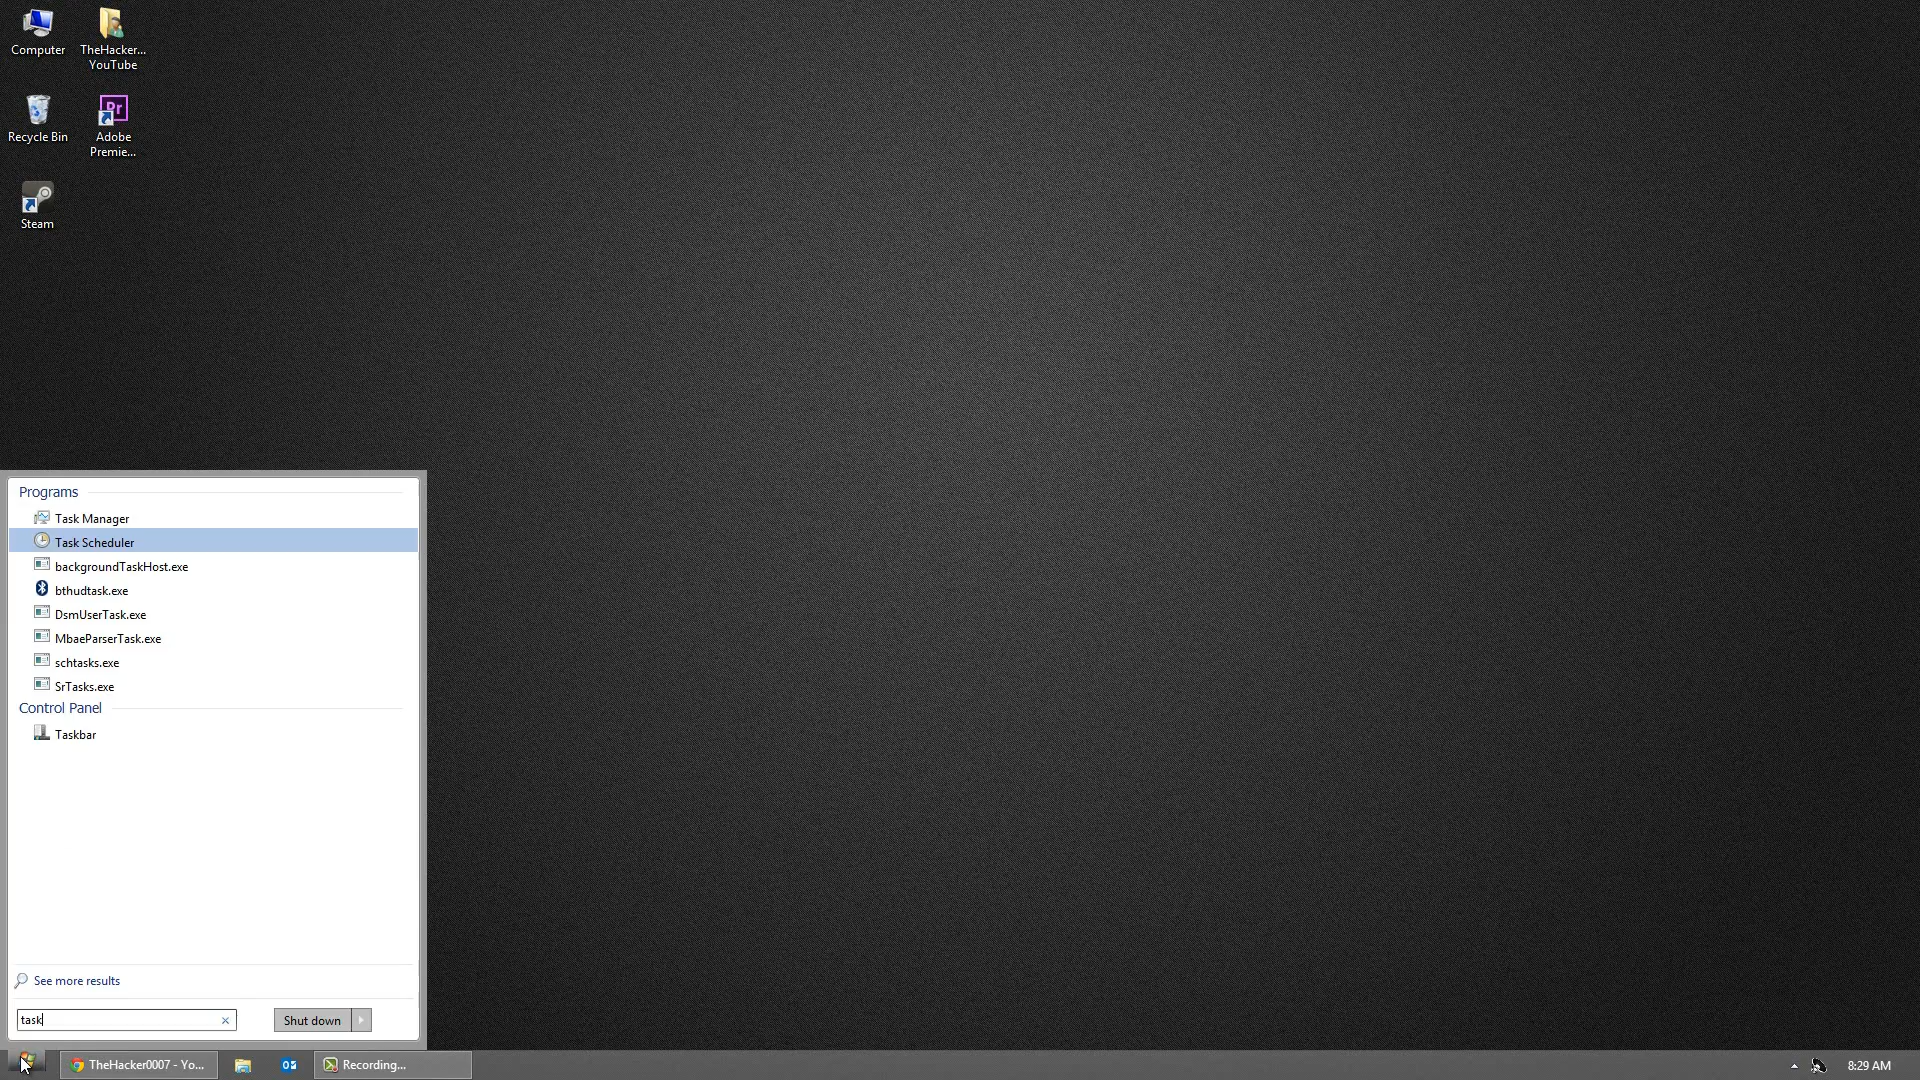 Computer
TheHacker...
YouTube
Recycle Bin
Pr
Adobe
Premie...
Steam
Programs
Task Manager
Task Scheduler
backgroundTaskHost.exe
bthudtask.exe
DsmUserTask.exe
MbaeParserTask.exe
schtasks.exe
SrTasks.exe
Control Panel
Taskbar
See more results
task
Shut down
TheHacker0007 - Yo...
Recording...
8:29 AM